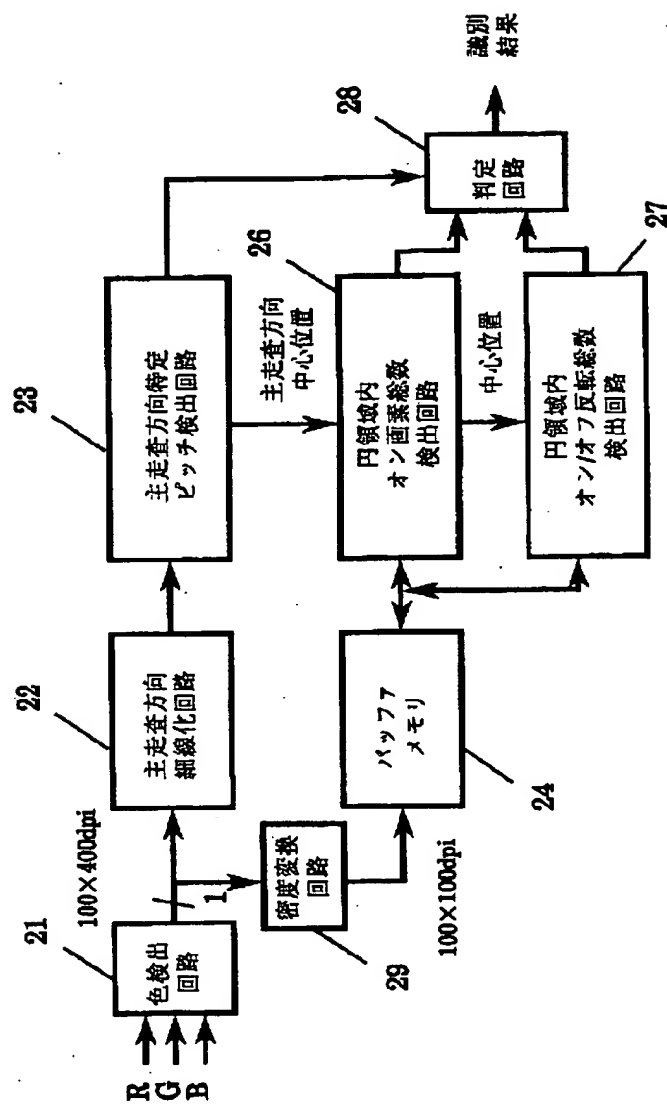 R
G
B
21
色検出
回路
100×400dpi
1
22
主走査方向
細線化回路
23
主走査方向特定
ピッチ検出回路
29
密度変換
回路
100×100dpi
24
バッファ
メモリ
主走査方向
中心位置
26
円領域内
オン画素総数
検出回路
中心位置
27
円領域内
オン/オフ反転総数
検出回路
28
判定
回路
識別
結果